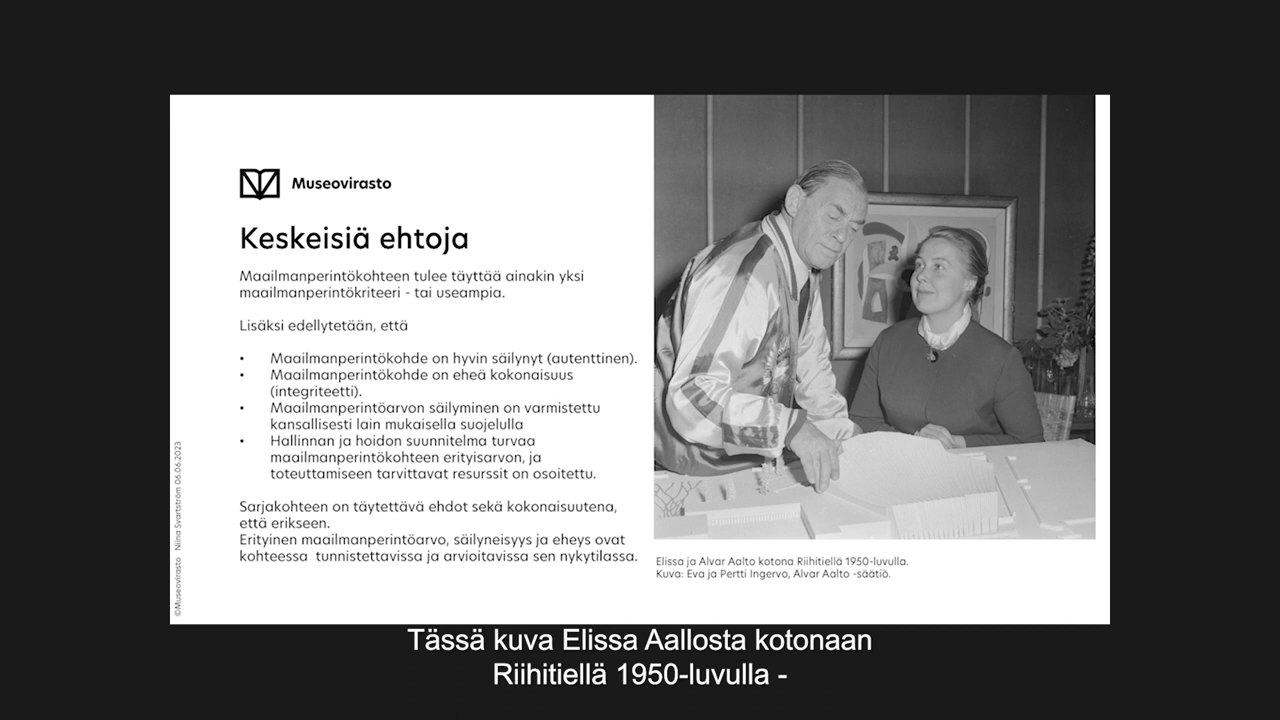 Museovirasto
Keskeisiä ehtoja
Maailmanperintökohteen tulee täyttää ainakin yksi
maailmanperintökriteeri - tai useampia.
Lisäksi edellytetään, että
• Maailmanperintökohde on hyvin säilynyt (autenttinen).
• Maailmanperintökohde on eheä kokonaisuus
(integriteetti).
• Maailmanperintöarvon säilyminen on varmistettu
kansallisesti lain mukaisella suojelulla
• Hallinnan ja hoidon suunnitelma turvaa
maailmanperintökohteen erityisarvon, ja
toteuttamiseen tarvittavat resurssit on osoitettu.
Sarjakohteen on täytettävä ehdot sekä kokonaisuutena,
että erikseen.
Erityinen maailmanperintöarvo, säilyneisyys ja eheys ovat
kohteessa tunnistettavissa ja arvioitavissa sen nykytilassa.
©Museovirasto Niina Svartström 06.06.2023
Elissa ja Alvar Aalto kotona Riihitiellä 1950-luvulla.
Kuva: Eva ja Pertti Ingervo, Alvar Aalto -säätiö.
Tässä kuva Elissa Aallosta kotonaan
Riihitiellä 1950-luvulla -